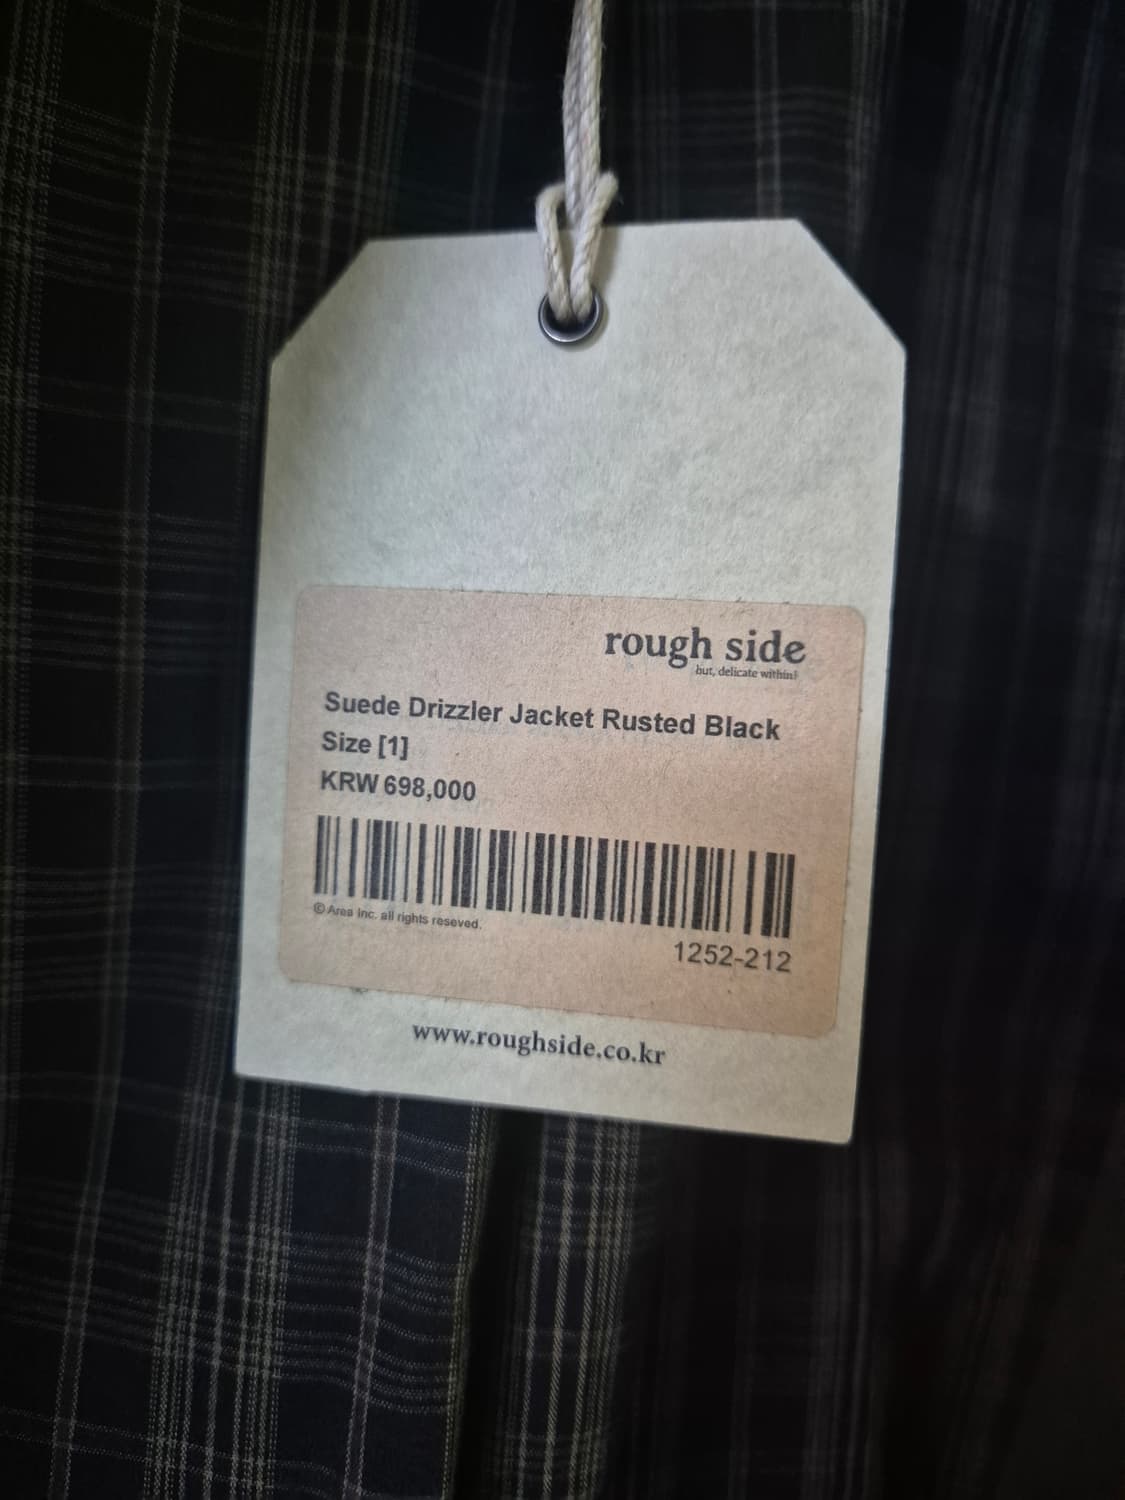 rough side
but, delicate within!
Suede Drizzler Jacket Rusted Black
Size [1]
KRW 698,000
© Area Inc. all rights reseved.
1252-212
www.roughside.co.kr